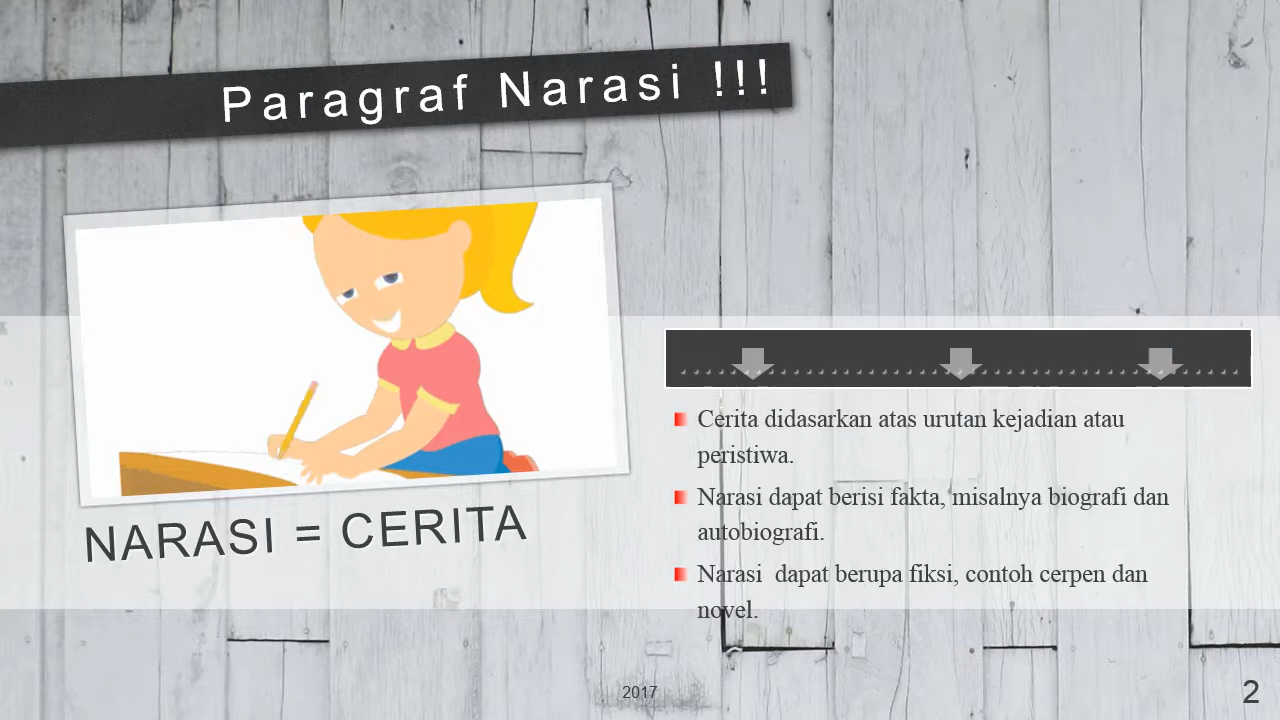 Paragraf Narasi !!!
NARASI = CERITA
Cerita didasarkan atas urutan kejadian atau
peristiwa.
Narasi dapat berisi fakta, misalnya biografi dan
autobiografi.
Narasi  dapat berupa fiksi, contoh cerpen dan
novel.
2017
2